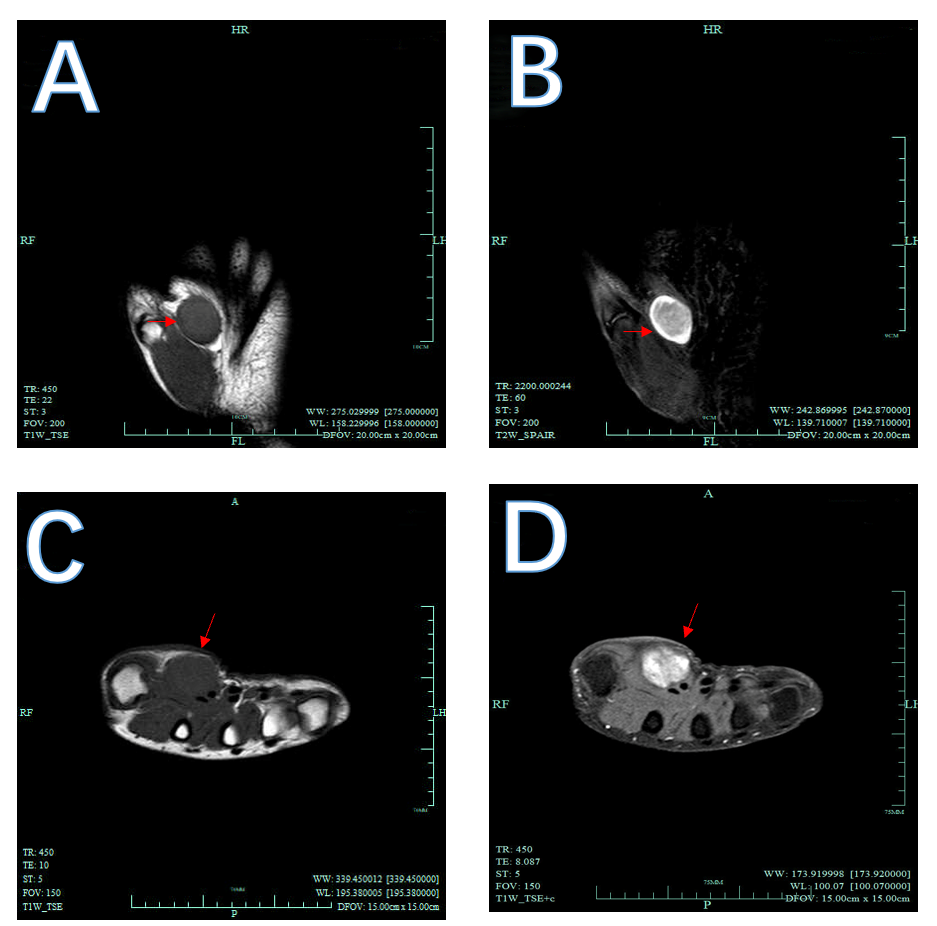 A
HR
RF
LH
10CM
TR: 450
TE: 22
ST: 3
FOV: 200
T1W_TSE
10CM
WW: 275.029999 [275.000000]
WL: 158.229996 [158.000000]
DFOV: 20.00cm x 20.00cm
FL
B
HR
RF
LH
9CM
TR: 2200.000244
TE: 60
ST: 3
FOV: 200
T2W_SPAIR
9CM
WW: 242.869995 [242.870000]
WL: 139.710007 [139.710000]
DFOV: 20.00cm x 20.00cm
FL
C
A
RF
LH
76MM
TR: 450
TE: 10
ST: 5
FOV: 150
T1W_TSE
76MM
WW: 339.450012 [339.450000]
WL: 195.380005 [195.380000]
DFOV: 15.00cm x 15.00cm
P
D
A
RF
LH
75MM
TR: 450
TE: 8.087
ST: 5
FOV: 150
T1W_TSE+c
75MM
WW: 173.919998 [173.920000]
WL: 100.07 [100.070000]
DFOV: 15.00cm x 15.00cm
P